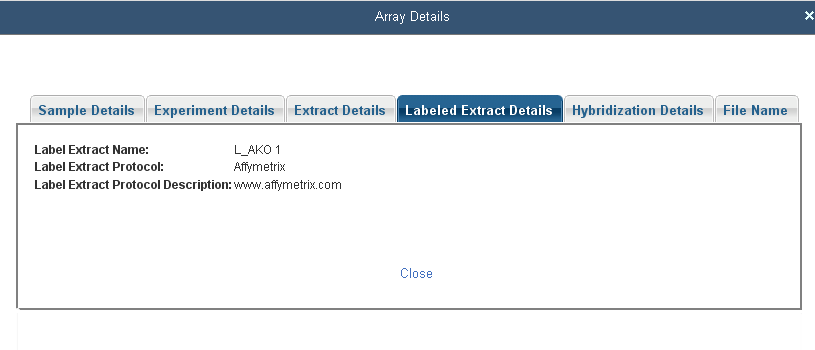 Array Details
Sample Details Experiment Details Extract Details Labeled Extract Details Hybridization Details File Name
Label Extract Name: L_AKO 1
Label Extract Protocol: Affymetrix
Label Extract Protocol Description: www.affymetrix.com
Close